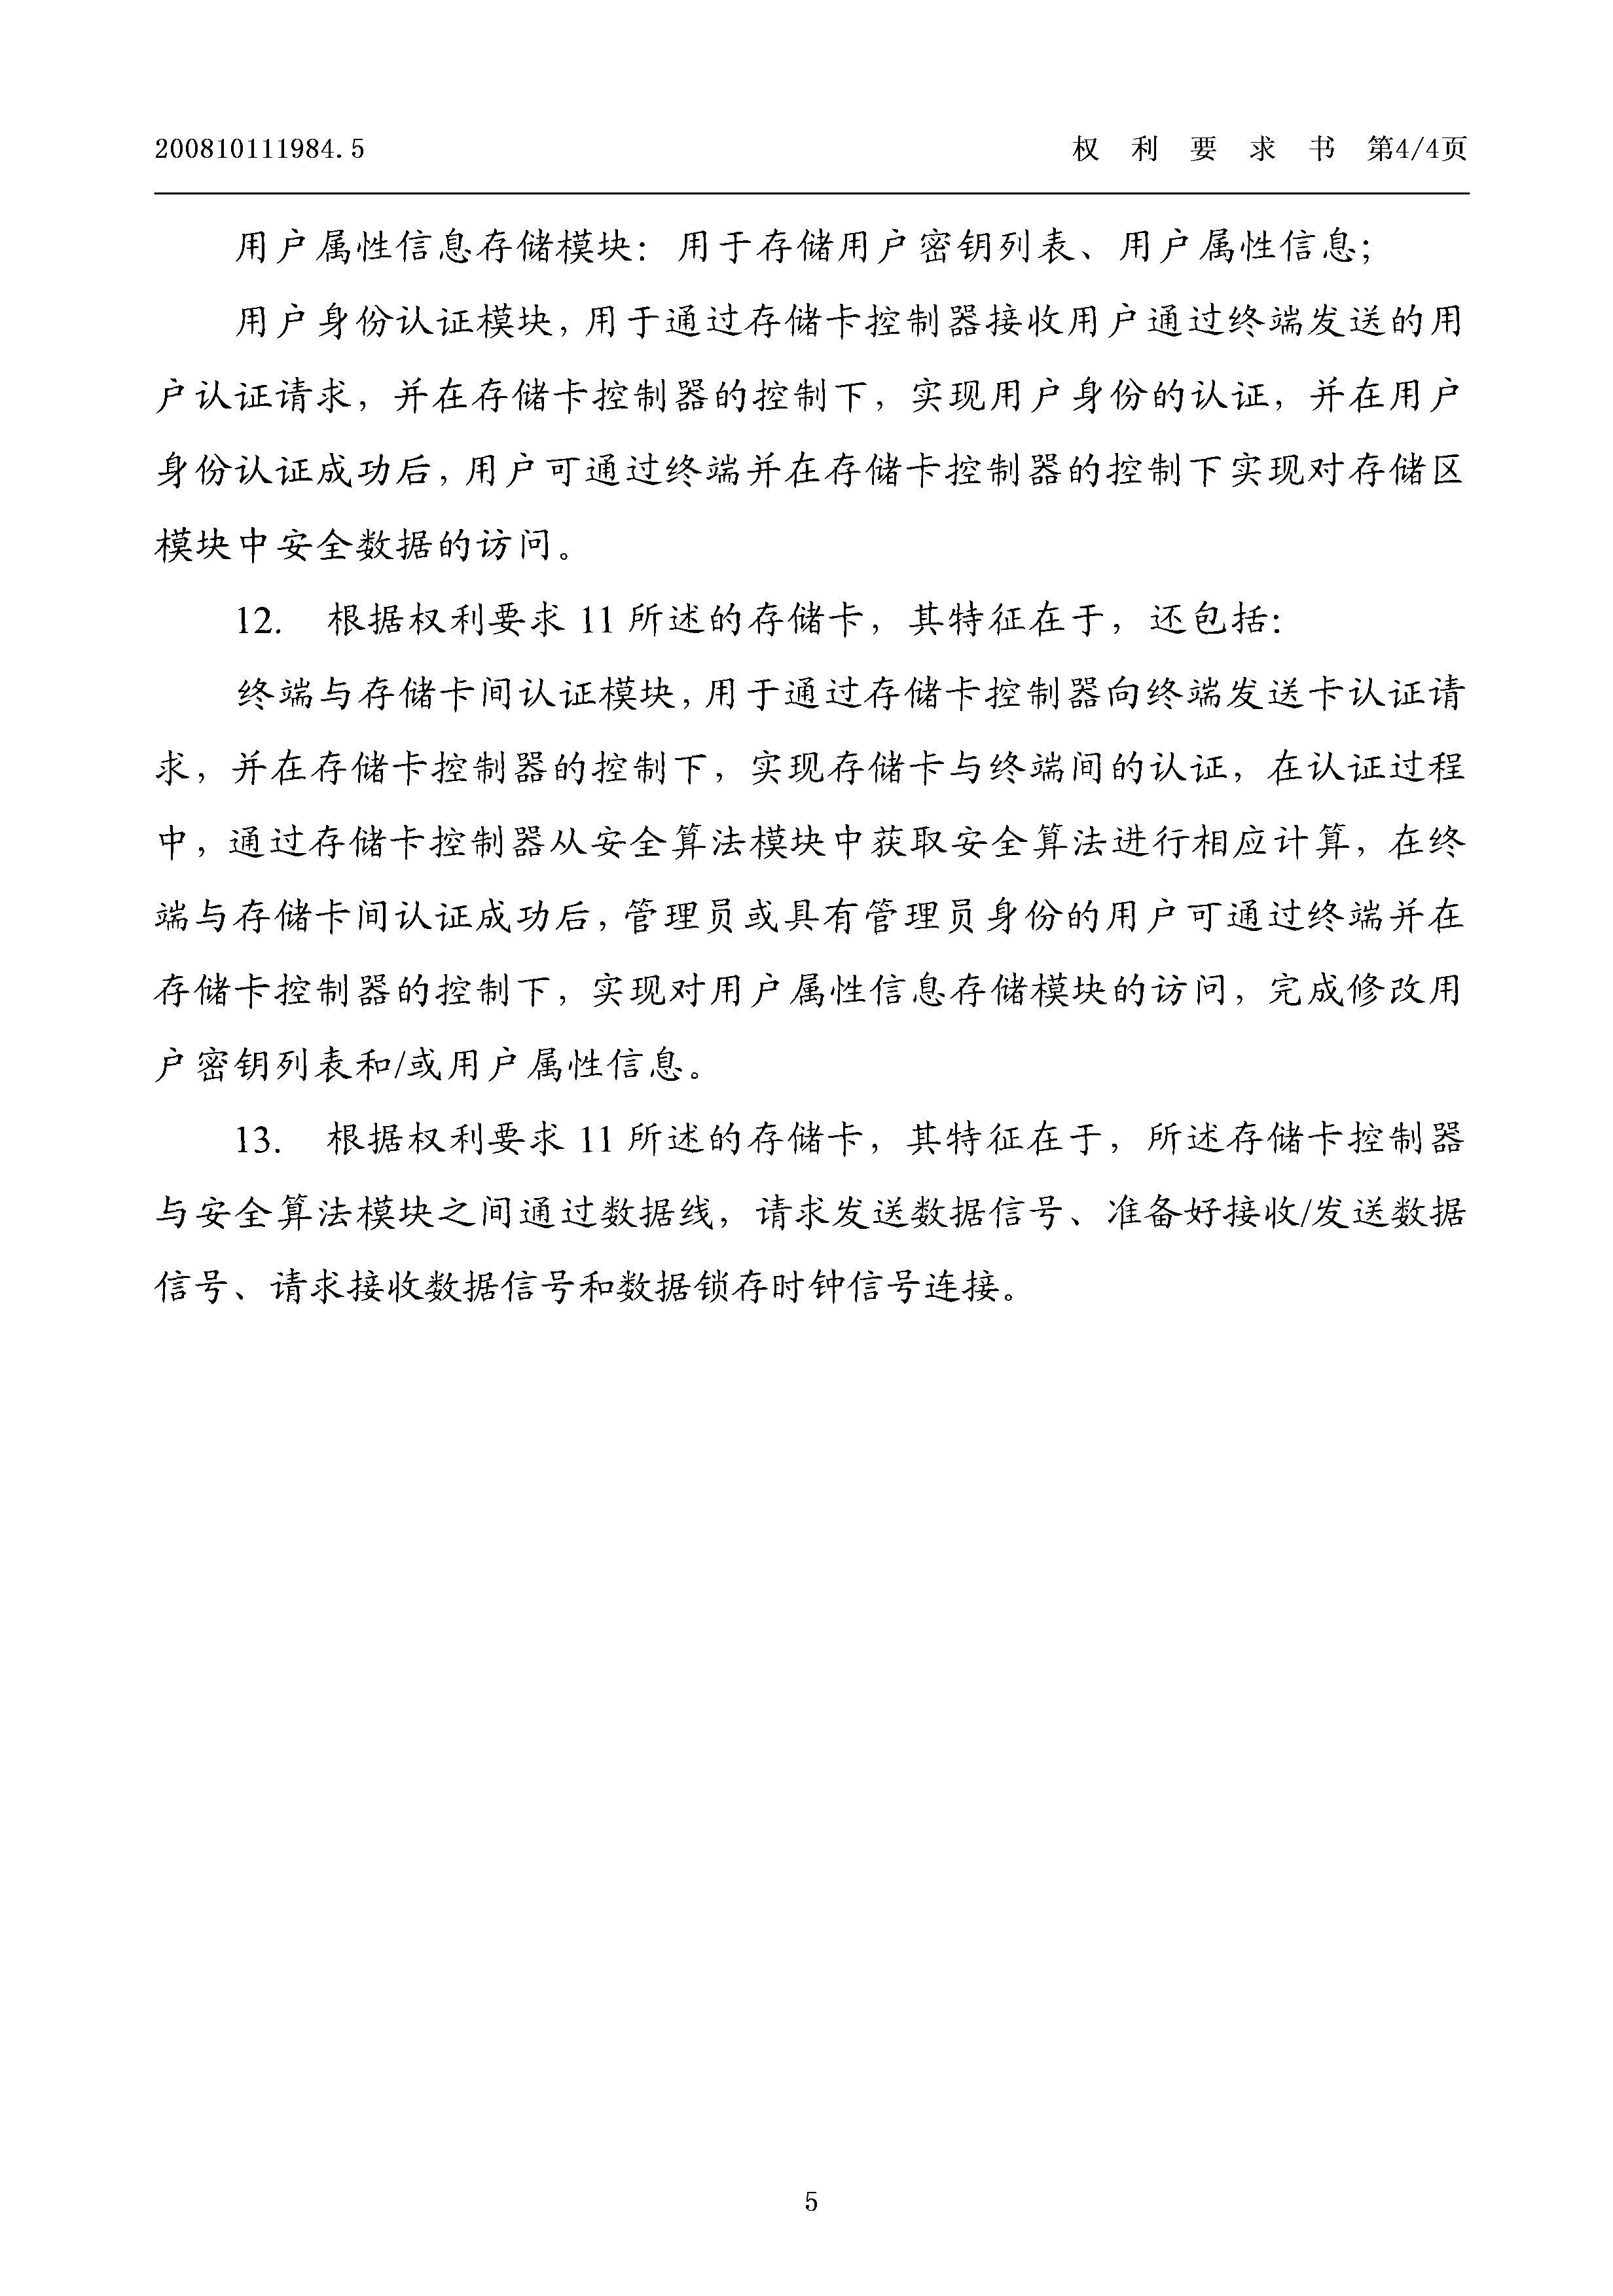 200810111984.5 权利要求书 第4/4页
用户属性信息存储模块：用于存储用户密钥列表、用户属性信息；
用户身份认证模块，用于通过存储卡控制器接收用户通过终端发送的用
户认证请求，并在存储卡控制器的控制下，实现用户身份的认证，并在用户
身份认证成功后，用户可通过终端并在存储卡控制器的控制下实现对存储区
模块中安全数据的访问。
12. 根据权利要求 11 所述的存储卡，其特征在于，还包括：
终端与存储卡间认证模块，用于通过存储卡控制器向终端发送卡认证请
求，并在存储卡控制器的控制下，实现存储卡与终端间的认证，在认证过程
中，通过存储卡控制器从安全算法模块中获取安全算法进行相应计算，在终
端与存储卡间认证成功后，管理员或具有管理员身份的用户可通过终端并在
存储卡控制器的控制下，实现对用户属性信息存储模块的访问，完成修改用
户密钥列表和/或用户属性信息。
13. 根据权利要求 11 所述的存储卡，其特征在于，所述存储卡控制器
与安全算法模块之间通过数据线，请求发送数据信号、准备好接收/发送数据
信号、请求接收数据信号和数据锁存时钟信号连接。
5